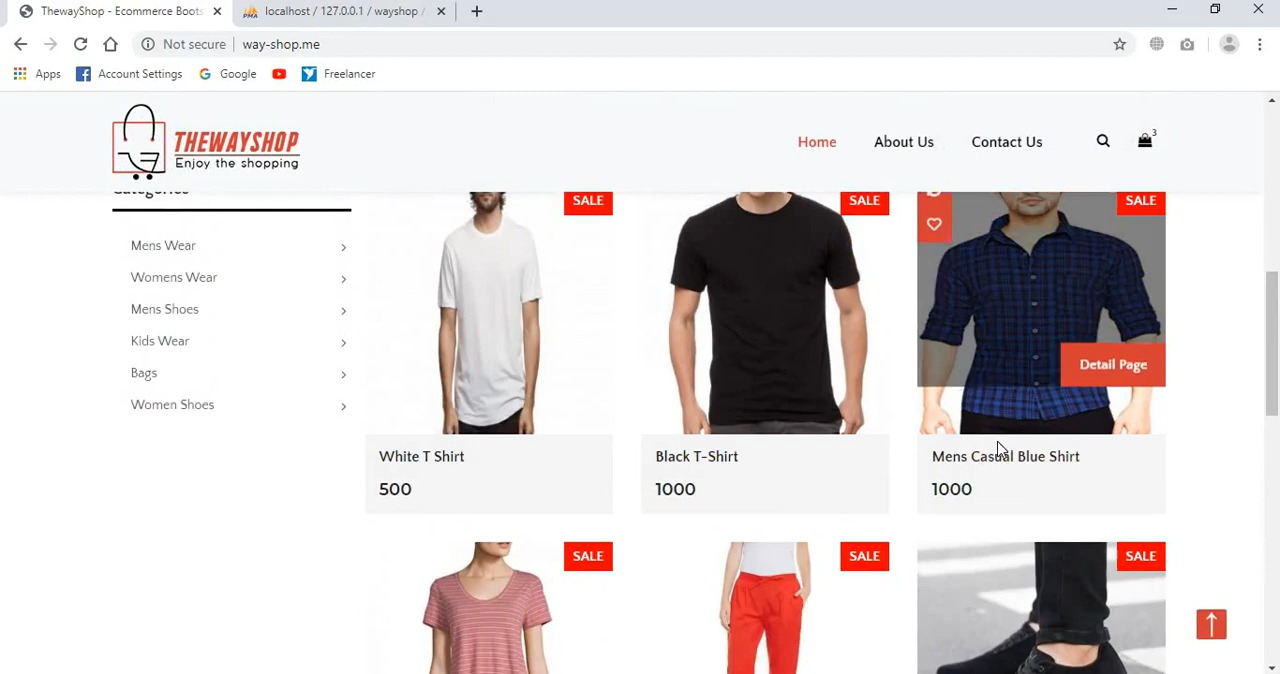 ThewayShop - Ecommerce Boots
localhost / 127.0.0.1 / wayshop /
Not secure
way-shop.me
Apps
Account Settings
Google
Freelancer
THEWAYSHOP
Enjoy the shopping
Home
About Us
Contact Us
3
Categories
Mens Wear
Womens Wear
Mens Shoes
Kids Wear
Bags
Women Shoes
SALE
SALE
SALE
Detail Page
White T Shirt
500
Black T-Shirt
1000
Mens Casual Blue Shirt
1000
SALE
SALE
SALE